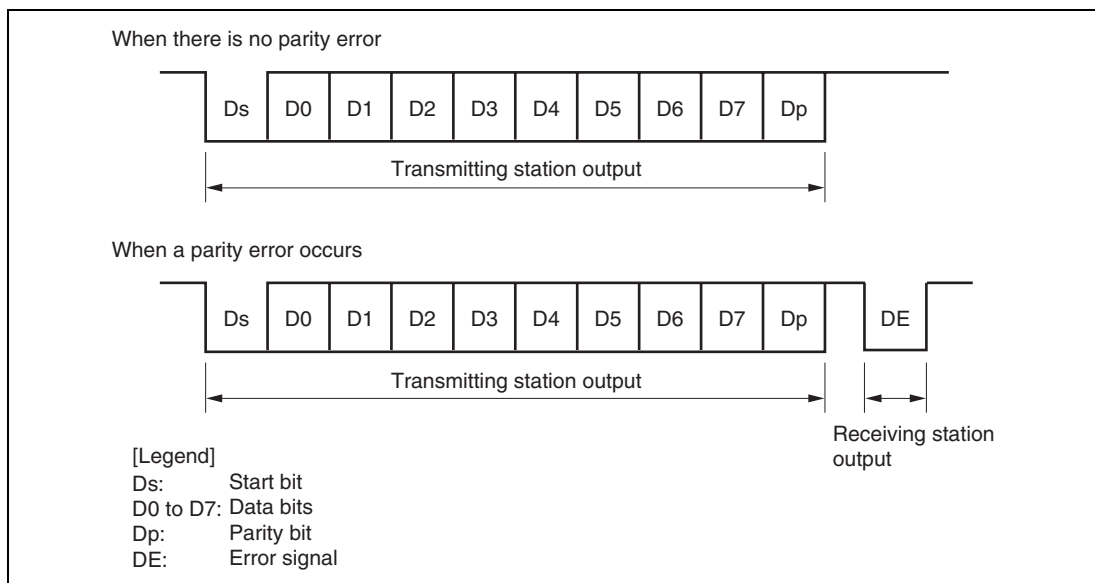 When there is no parity error
Ds D0 D1 D2 D3 D4 D5 D6 D7 Dp
Transmitting station output
When a parity error occurs
Ds D0 D1 D2 D3 D4 D5 D6 D7 Dp DE
Transmitting station output
Receiving station
output
[Legend]
Ds: Start bit
D0 to D7: Data bits
Dp: Parity bit
DE: Error signal